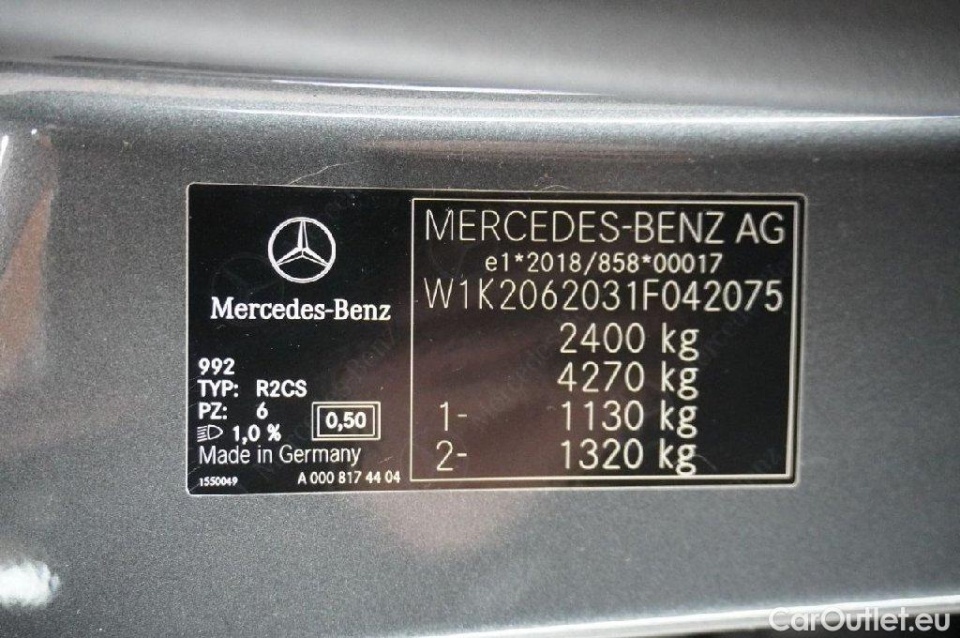 Mercedes-Benz
992
TYP: R2CS
PZ: 6
1,0 %
0,50
Made in Germany
1550049
A 000 817 44 04
MERCEDES-BENZ AG
e1*2018/858*00017
W1K2062031F042075
2400 kg
4270 kg
1- 1130 kg
2- 1320 kg
CarOutlet.eu